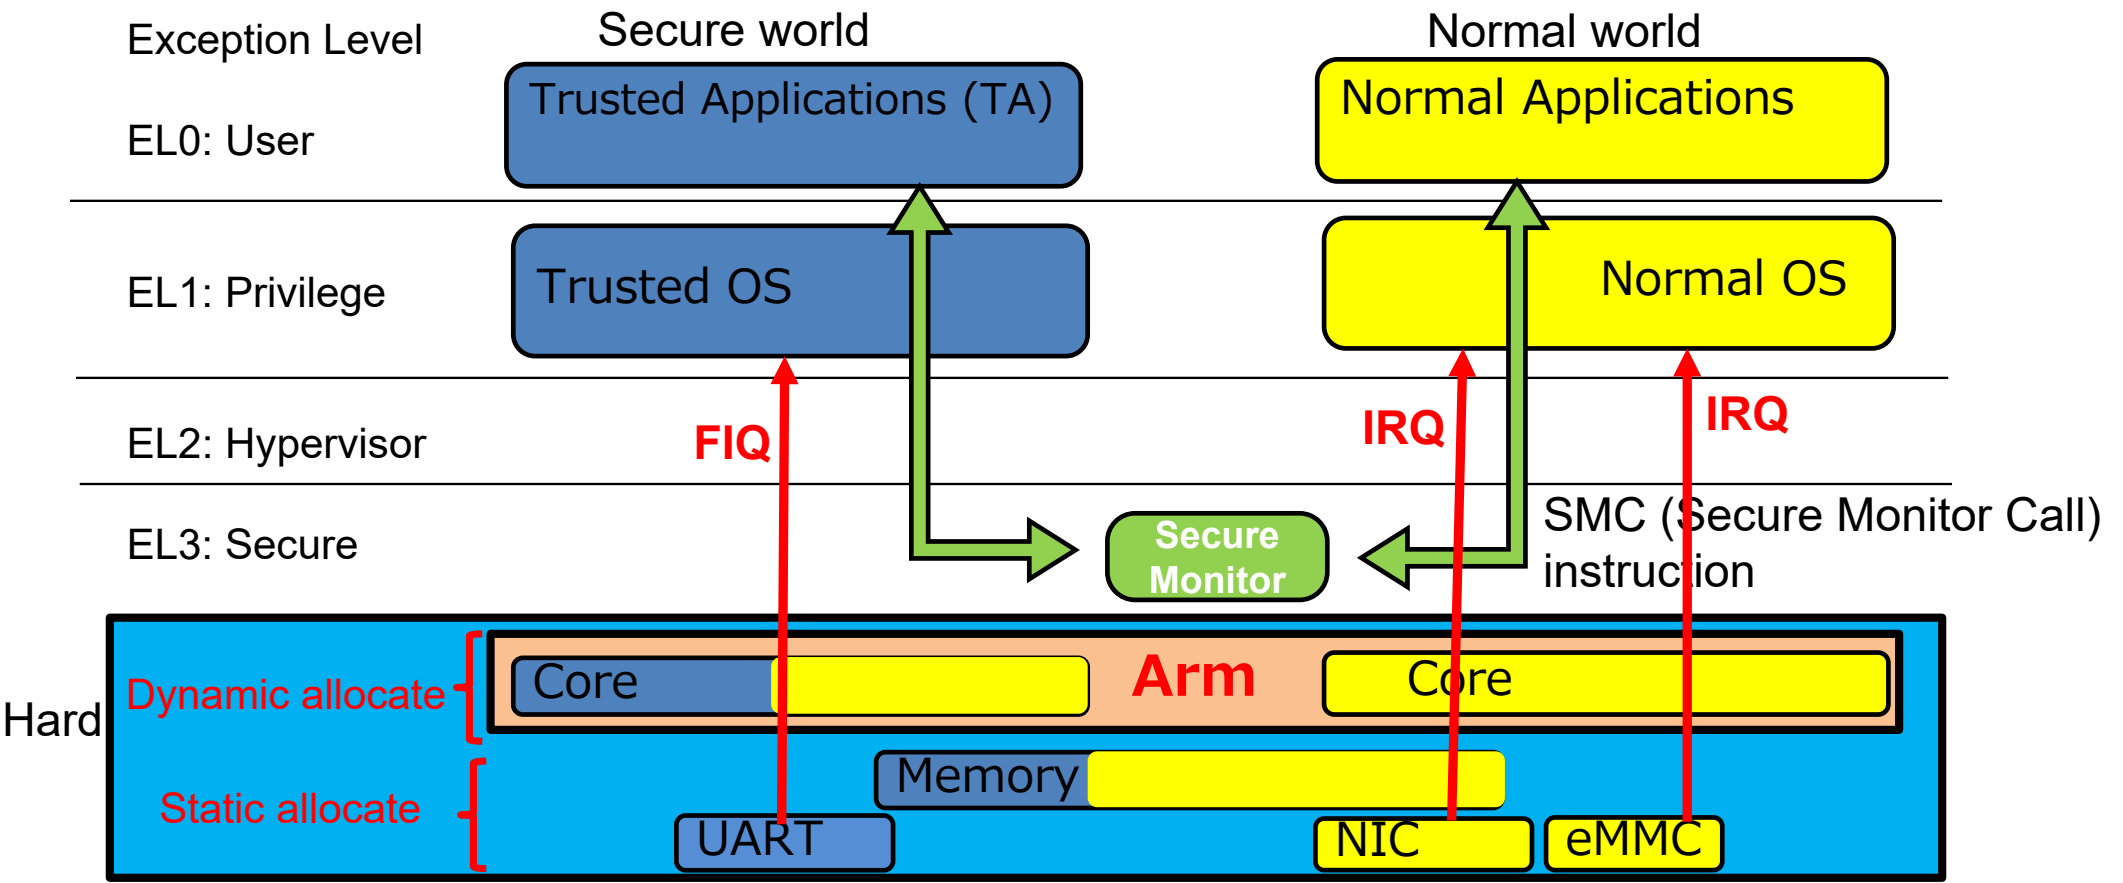 Exception Level
Secure world
Normal world
Trusted Applications (TA)
Normal Applications
EL0: User
EL1: Privilege
Trusted OS
Normal OS
EL2: Hypervisor
FIQ
IRQ
IRQ
EL3: Secure
Secure
Monitor
SMC (Secure Monitor Call)
instruction
Hard
Dynamic allocate
Core
Arm
Core
Static allocate
Memory
UART
NIC
eMMC